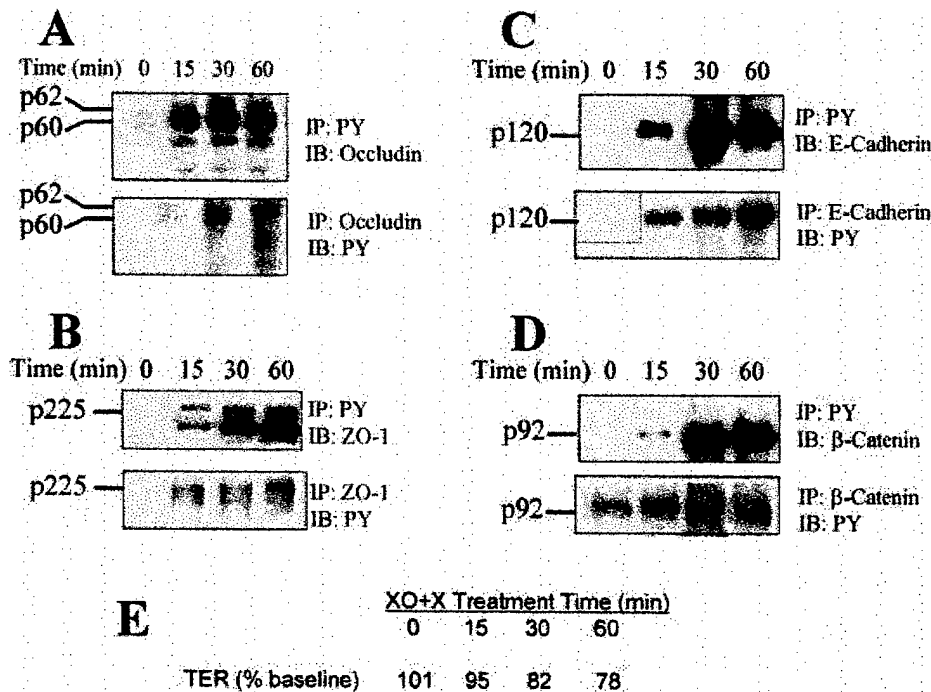 A
Time (min) 0 15 30 60
p62
p60
IP: PY
IB: Occludin
p62
p60
IP: Occludin
IB: PY
B
Time (min) 0 15 30 60
p225
IP: PY
IB: ZO-1
p225
IP: ZO-1
IB: PY
C
Time (min) 0 15 30 60
p120
IP: PY
IB: E-Cadherin
p120
IP: E-Cadherin
IB: PY
D
Time (min) 0 15 30 60
p92
IP: PY
IB: β-Catenin
p92
IP: β-Catenin
IB: PY
E
XO+X Treatment Time (min)
0 15 30 60
TER (% baseline) 101 95 82 78